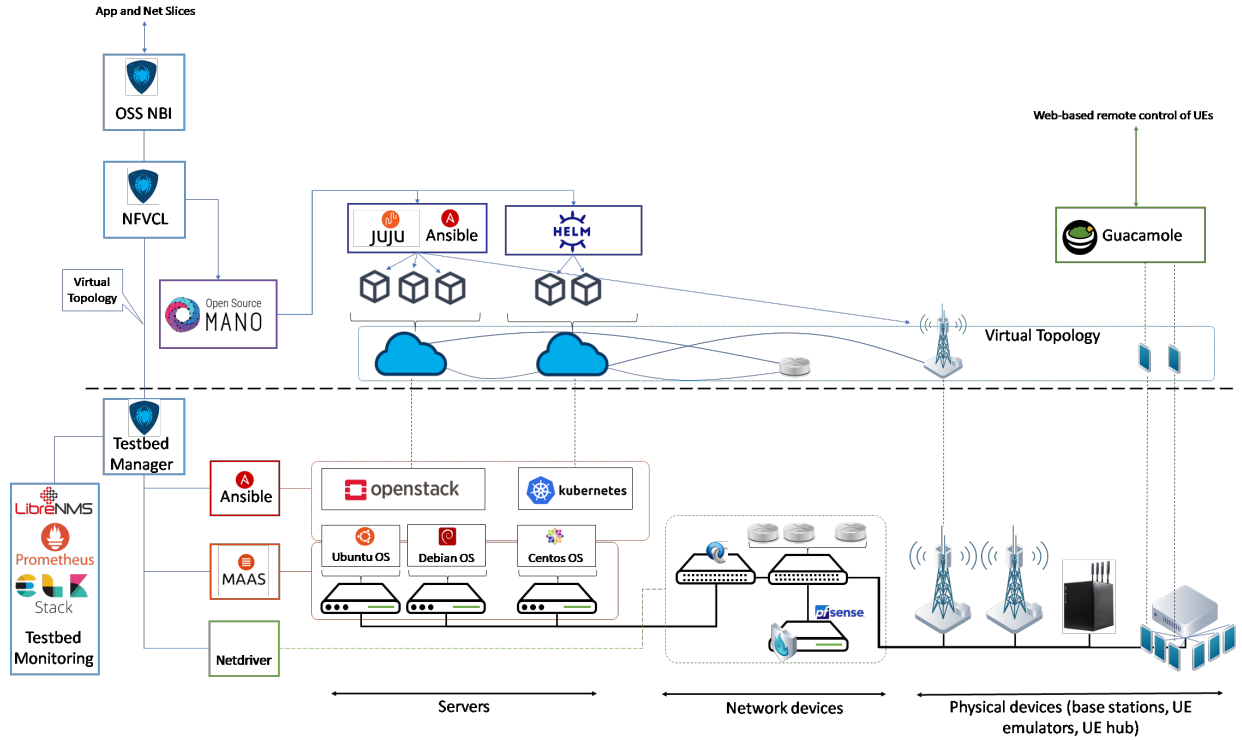 App and Net Slices
OSS NBI
Web-based remote control of UEs
NFVCL
JUJU
Ansible
HELM
Guacamole
Virtual
Topology
Open Source
MANO
Virtual Topology
Testbed
Manager
Ansible
openstack
kubernetes
LibreNMS
Prometheus
ELK
Stack
Testbed
Monitoring
MAAS
Ubuntu OS
Debian OS
Centos OS
pfsense
Netdriver
Servers
Network devices
Physical devices (base stations, UE
emulators, UE hub)